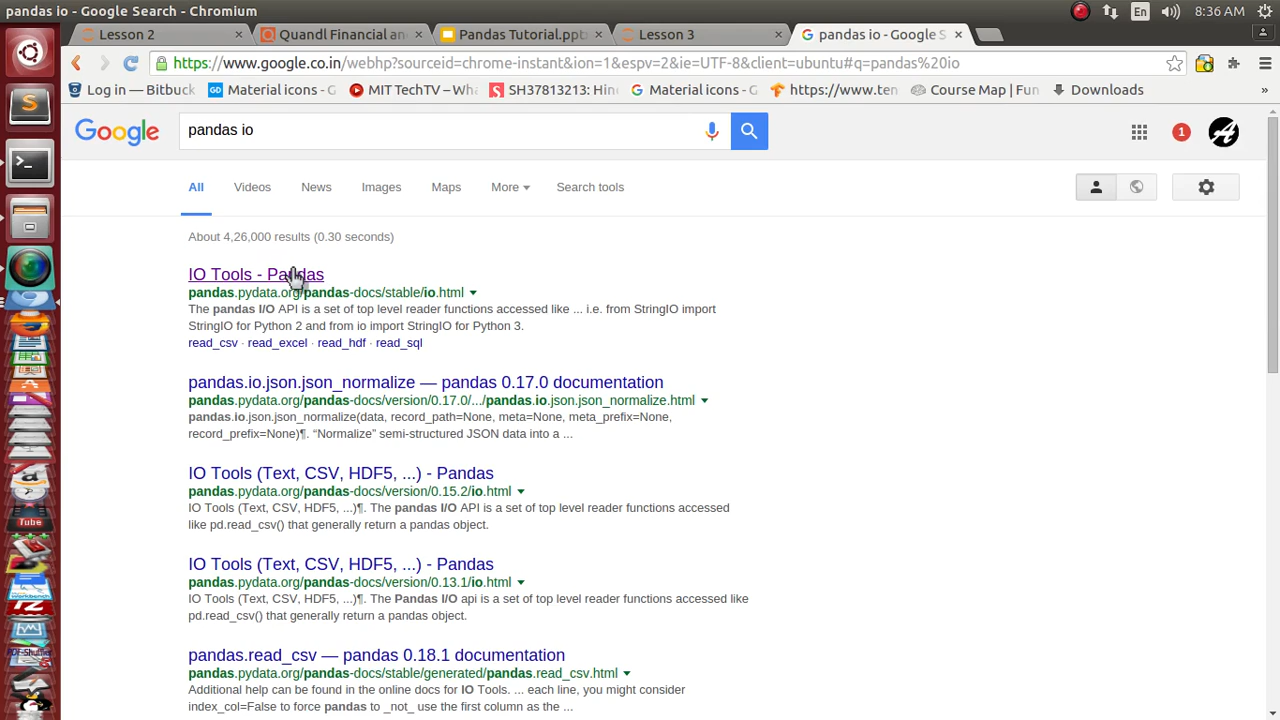 pandas io - Google Search - Chromium
En
8:36 AM
Lesson 2
Quandl Financial an
Pandas Tutorial.pptx
Lesson 3
pandas io - Google S
https://www.google.co.in/webhp?sourceid=chrome-instant&ion=1&espv=2&ie=UTF-8&client=ubuntu#q=pandas%20io
Log in — Bitbuck
Material icons - G
MIT TechTV – Wha
SH37813213: Hin
Material icons - G
https://www.ten
Course Map | Fun
Downloads
»
Google
pandas io
1
All
Videos
News
Images
Maps
More
Search tools
About 4,26,000 results (0.30 seconds)
IO Tools - Pandas
pandas.pydata.org/pandas-docs/stable/io.html
The pandas I/O API is a set of top level reader functions accessed like ... i.e. from StringIO import
StringIO for Python 2 and from io import StringIO for Python 3.
read_csv · read_excel · read_hdf · read_sql
pandas.io.json.json_normalize — pandas 0.17.0 documentation
pandas.pydata.org/pandas-docs/version/0.17.0/.../pandas.io.json.json_normalize.html
pandas.io.json.json_normalize(data, record_path=None, meta=None, meta_prefix=None,
record_prefix=None)¶. “Normalize” semi-structured JSON data into a ...
IO Tools (Text, CSV, HDF5, ...) - Pandas
pandas.pydata.org/pandas-docs/version/0.15.2/io.html
IO Tools (Text, CSV, HDF5, ...)¶. The pandas I/O API is a set of top level reader functions accessed
like pd.read_csv() that generally return a pandas object.
IO Tools (Text, CSV, HDF5, ...) - Pandas
pandas.pydata.org/pandas-docs/version/0.13.1/io.html
IO Tools (Text, CSV, HDF5, ...)¶. The Pandas I/O api is a set of top level reader functions accessed like
pd.read_csv() that generally return a pandas object.
pandas.read_csv — pandas 0.18.1 documentation
pandas.pydata.org/pandas-docs/stable/generated/pandas.read_csv.html
Additional help can be found in the online docs for IO Tools. ... each line, you might consider
index_col=False to force pandas to _not_ use the first column as the ...
Tube